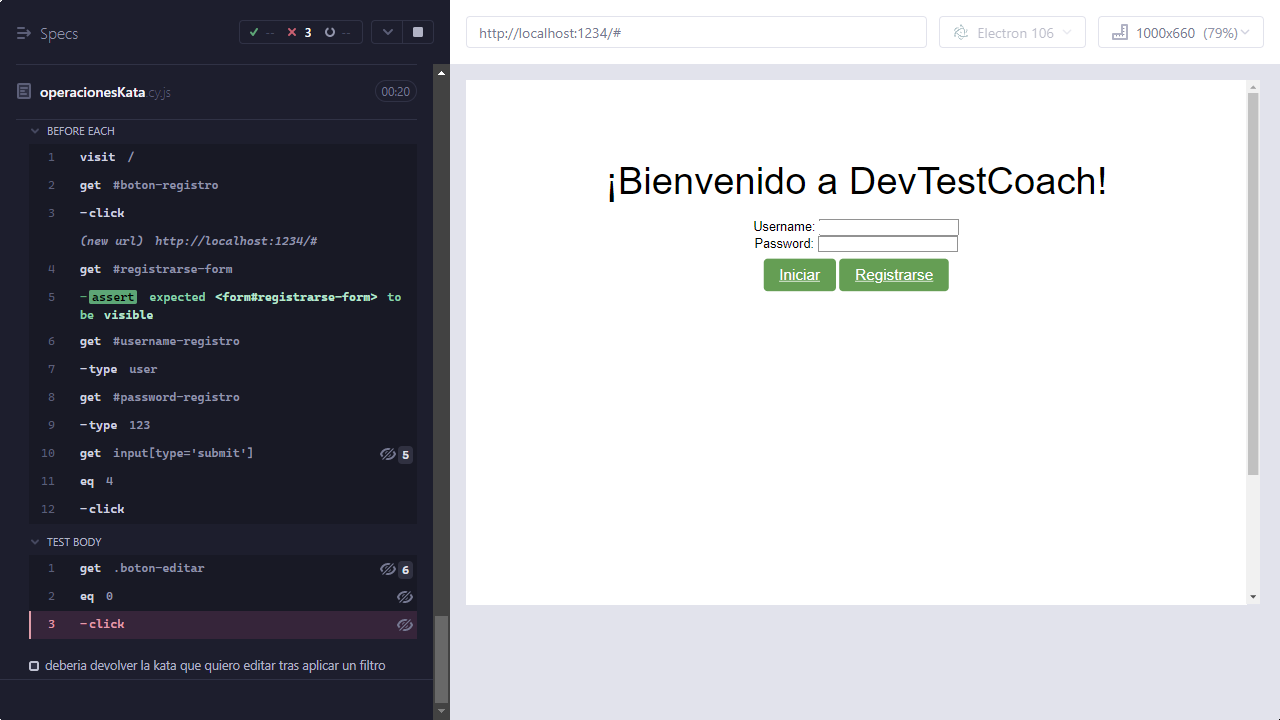 Specs
-- 3 --
operacionesKata.cy.js 00:20
BEFORE EACH
1 visit /
2 get #boton-registro
3 -click
(new url) http://localhost:1234/#
4 get #registrarse-form
5 -assert expected <form#registrarse-form> to
be visible
6 get #username-registro
7 -type user
8 get #password-registro
9 -type 123
10 get input[type='submit'] 5
11 eq 4
12 -click
TEST BODY
1 get .boton-editar 6
2 eq 0
3 -click
deberia devolver la kata que quiero editar tras aplicar un filtro
http://localhost:1234/#
Electron 106
1000x660 (79%)
¡Bienvenido a DevTestCoach!
Username:
Password:
Iniciar Registrarse